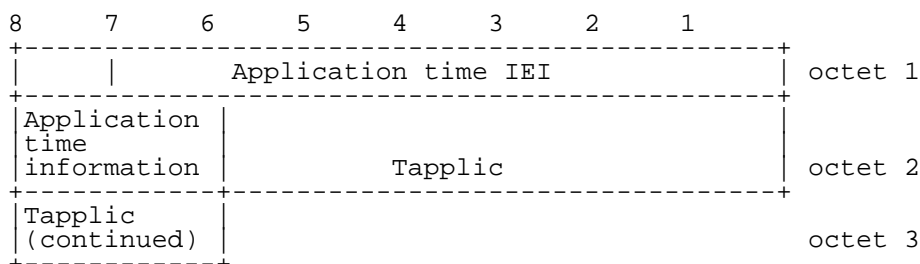 8 7 6 5 4 3 2 1
Application time IEI octet 1
Application
time
information Tapplic octet 2
Tapplic
(continued) octet 3